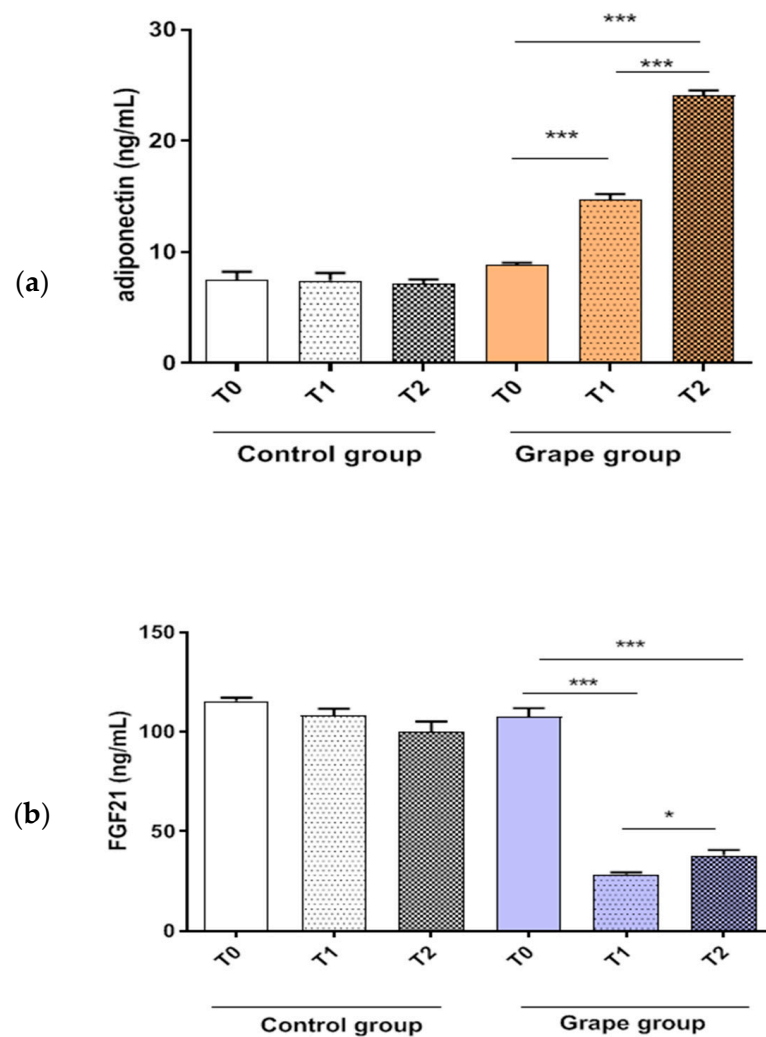 (a)
adiponectin (ng/mL)
30
20
10
0
***
***
***
T0 T1 T2 T0 T1 T2
Control group Grape group
(b)
FGF21 (ng/mL)
150
100
50
0
***
***
*
T0 T1 T2 T0 T1 T2
Control group Grape group